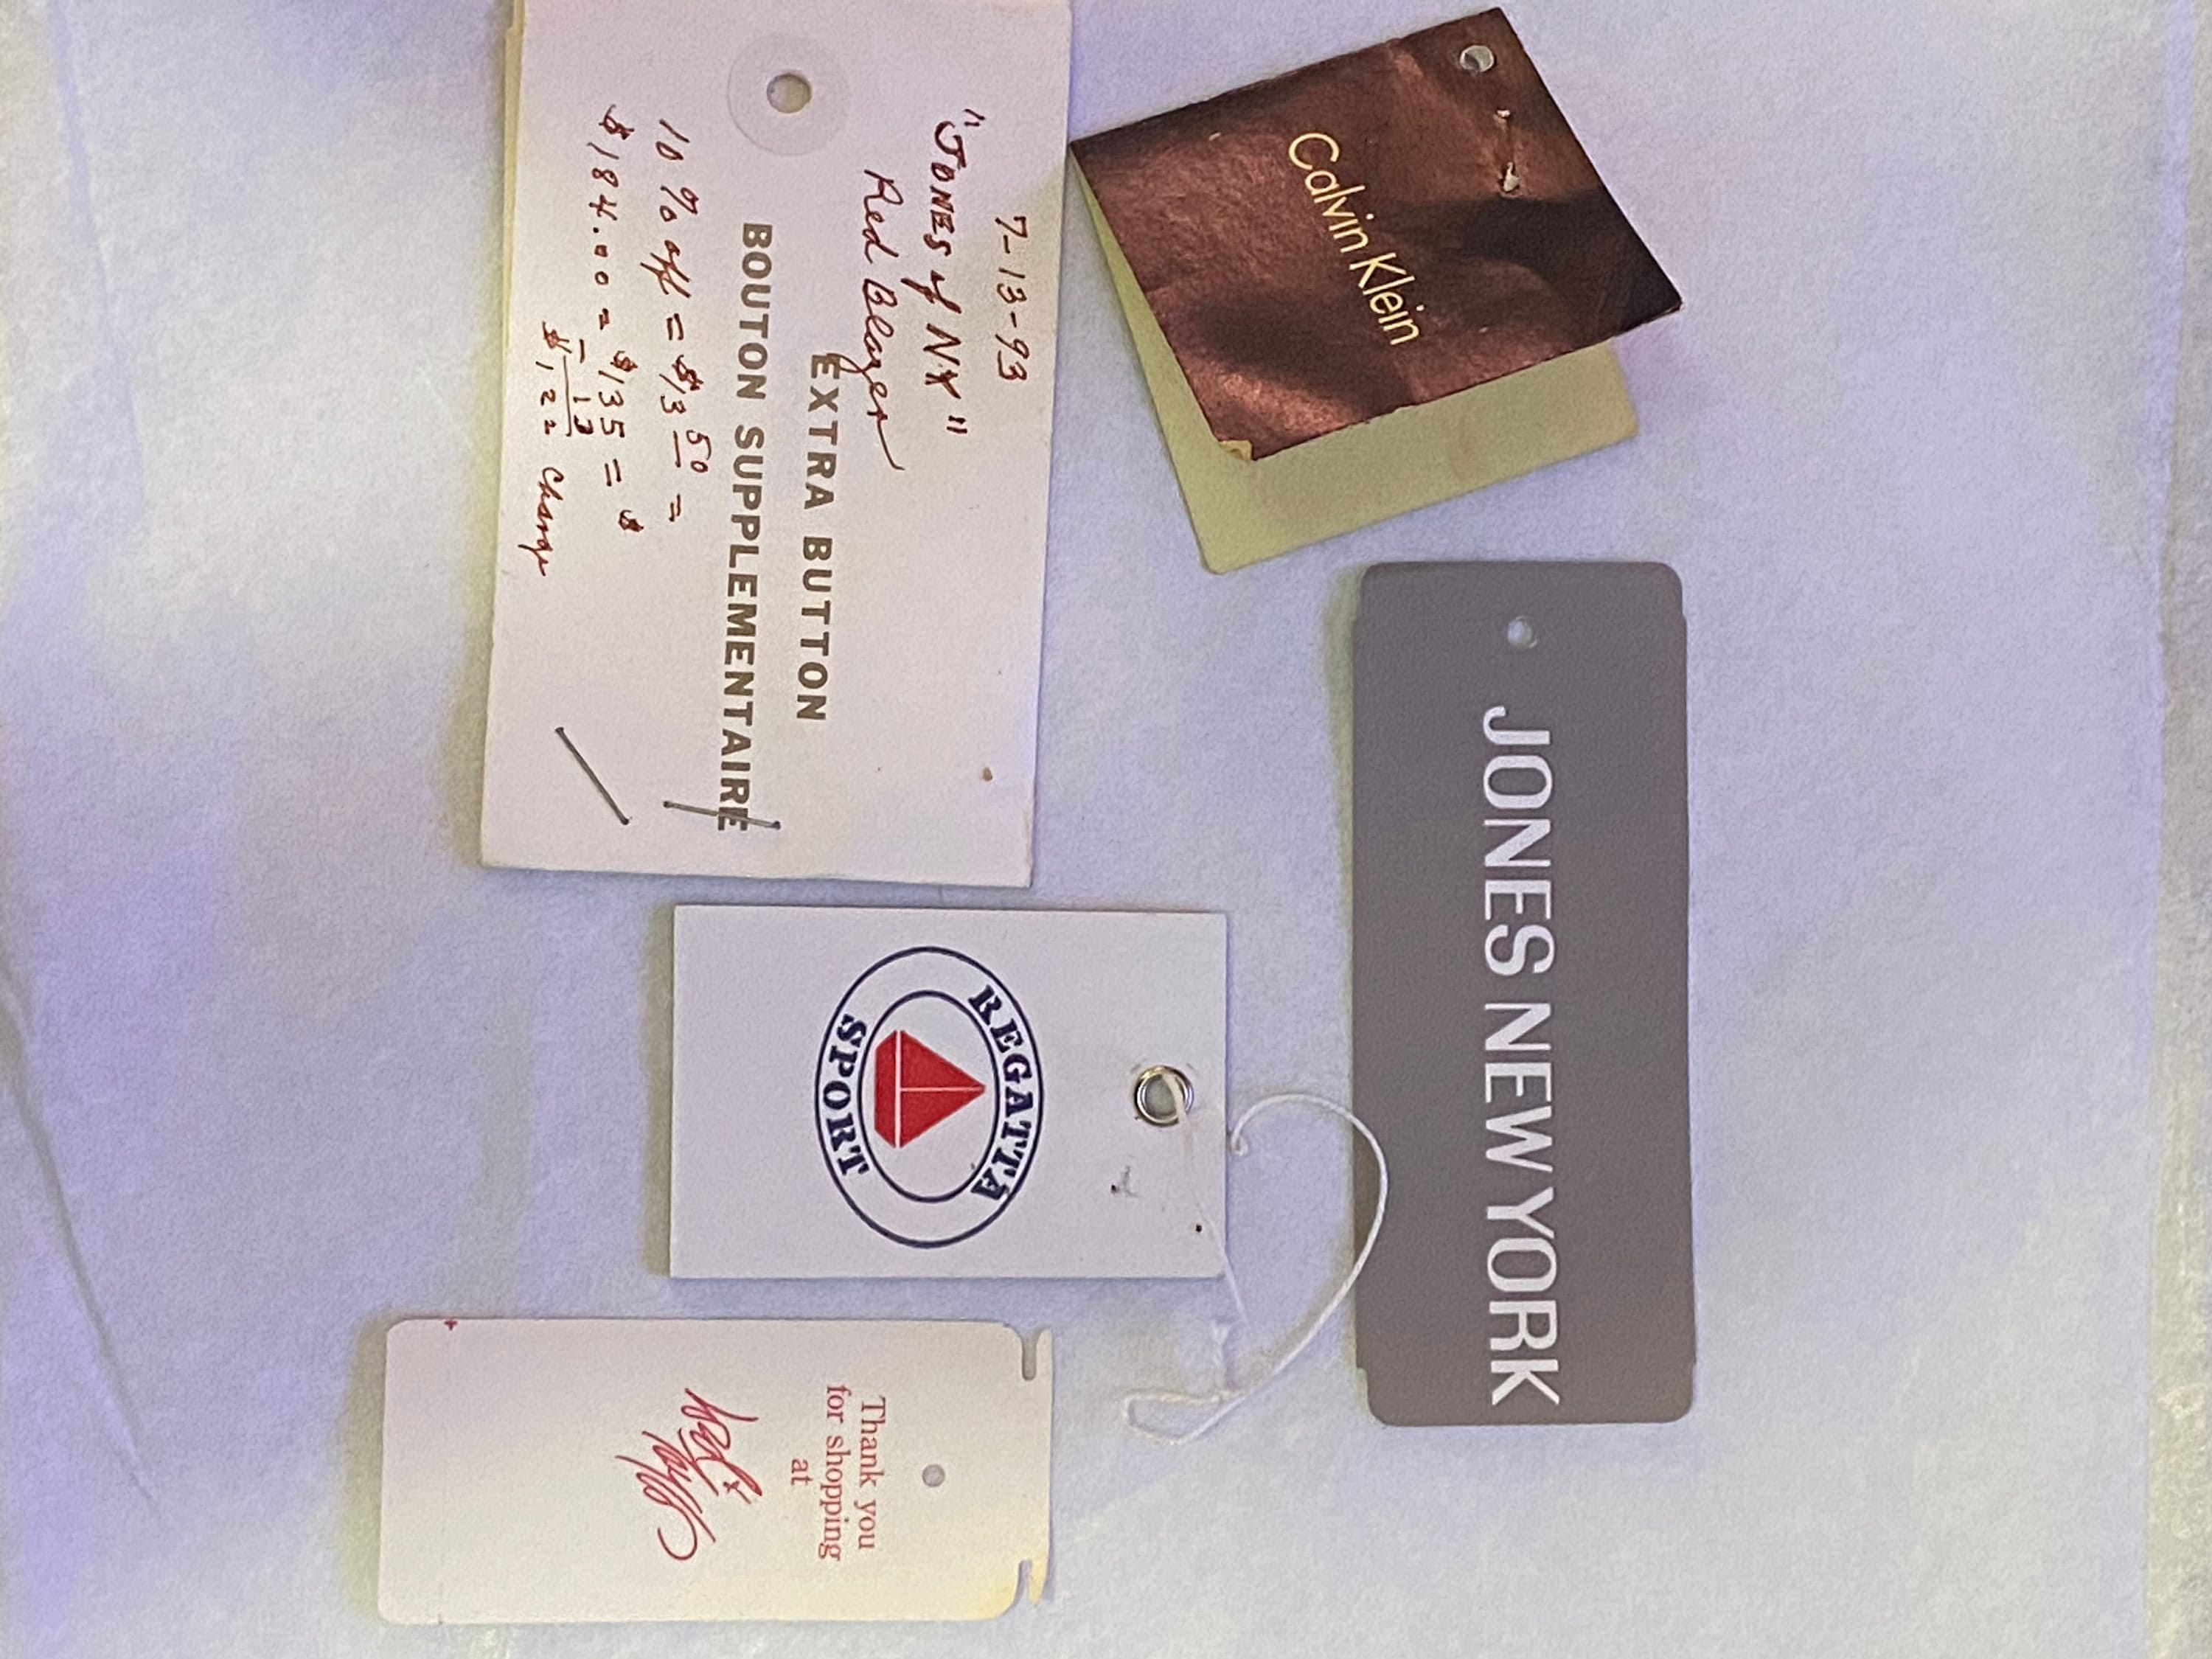 Calvin Klein
JONES NEW YORK
7-13-93
"JONES of NY"
Red Blazer
EXTRA BUTTON
BOUTON SUPPLEMENTAIRE
10% off = $13 50 =
$184.00 = $135 = $
- 13
$122 Charge
REGATTA
SPORT
Thank you
for shopping
at